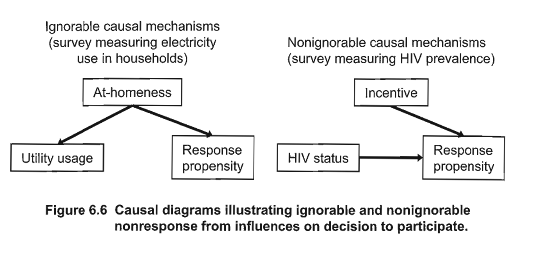 Ignorable causal mechanisms
(survey measuring electricity
use in households)
At-homeness
Utility usage
Response
propensity
Nonignorable causal mechanisms
(survey measuring HIV prevalence)
Incentive
HIV status
Response
propensity
Figure 6.6 Causal diagrams illustrating ignorable and nonignorable
nonresponse from influences on decision to participate.